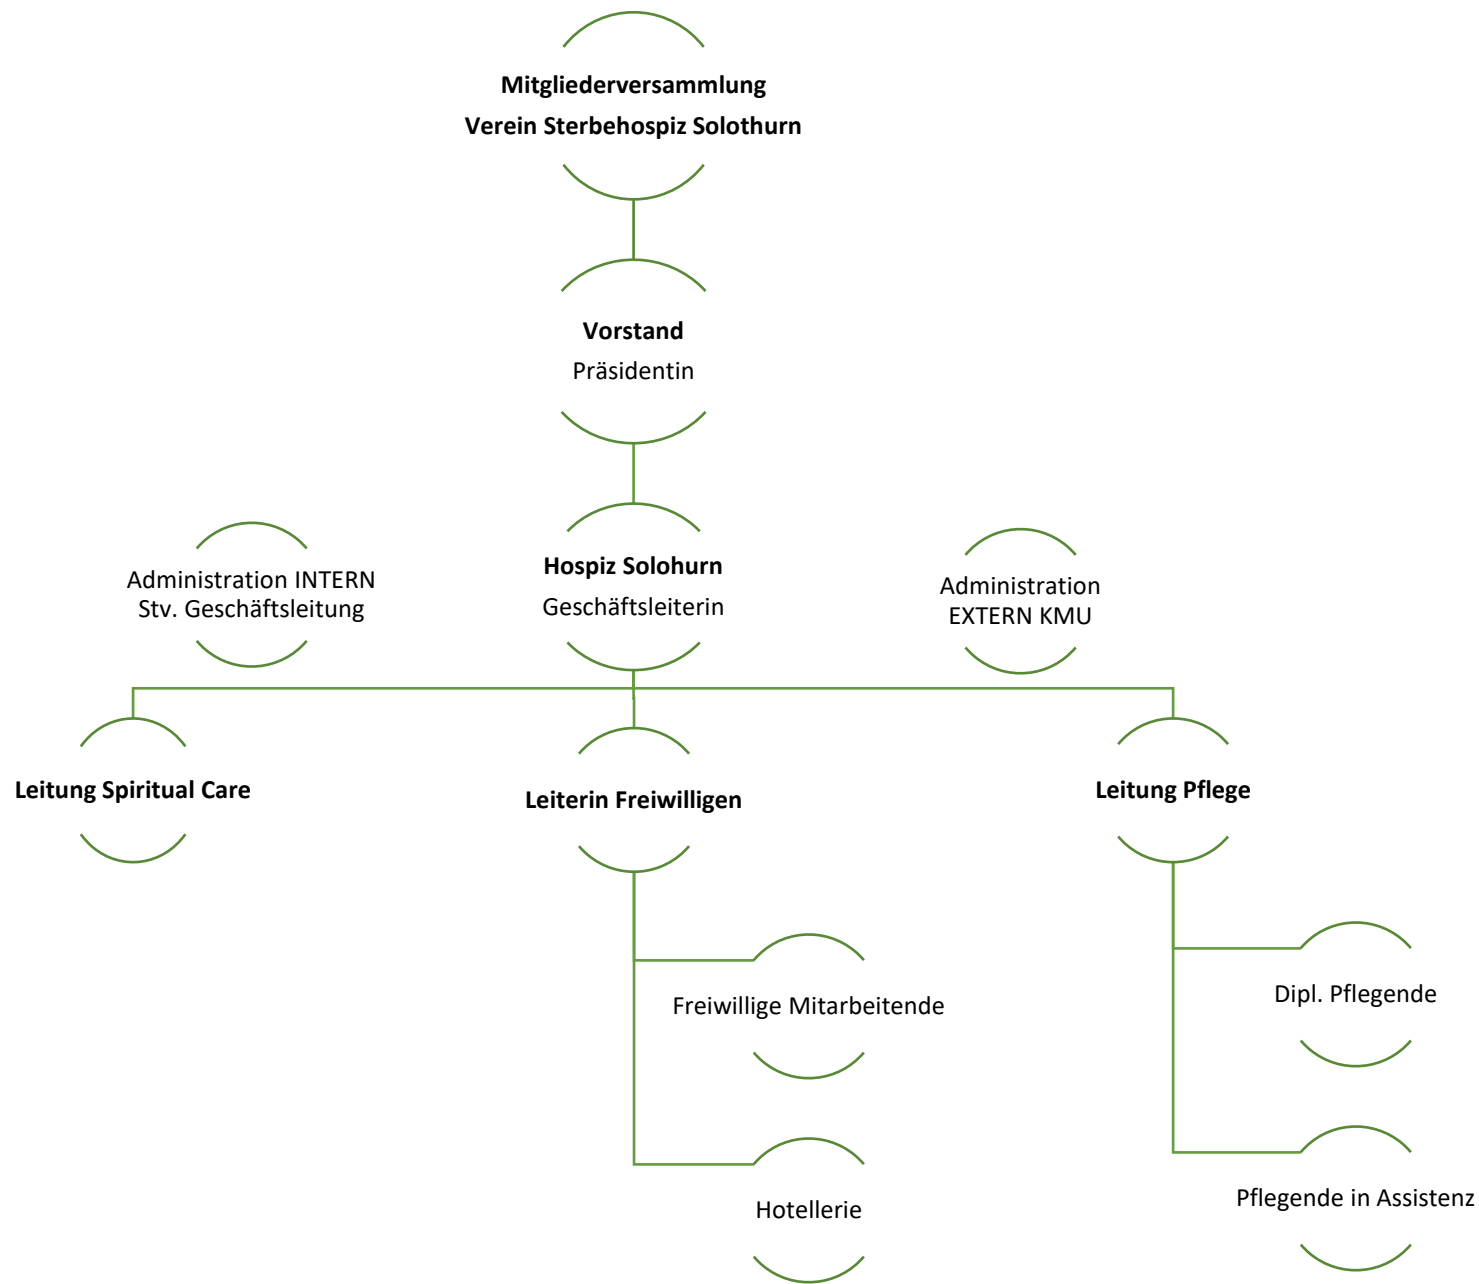 Mitgliederversammlung
Verein Sterbehospiz Solothurn
Vorstand
Präsidentin
Administration INTERN
Stv. Geschäftsleitung
Hospiz Solohurn
Geschäftsleiterin
Administration
EXTERN KMU
Leitung Spiritual Care
Leiterin Freiwilligen
Leitung Pflege
Freiwillige Mitarbeitende
Dipl. Pflegende
Hotellerie
Pflegende in Assistenz